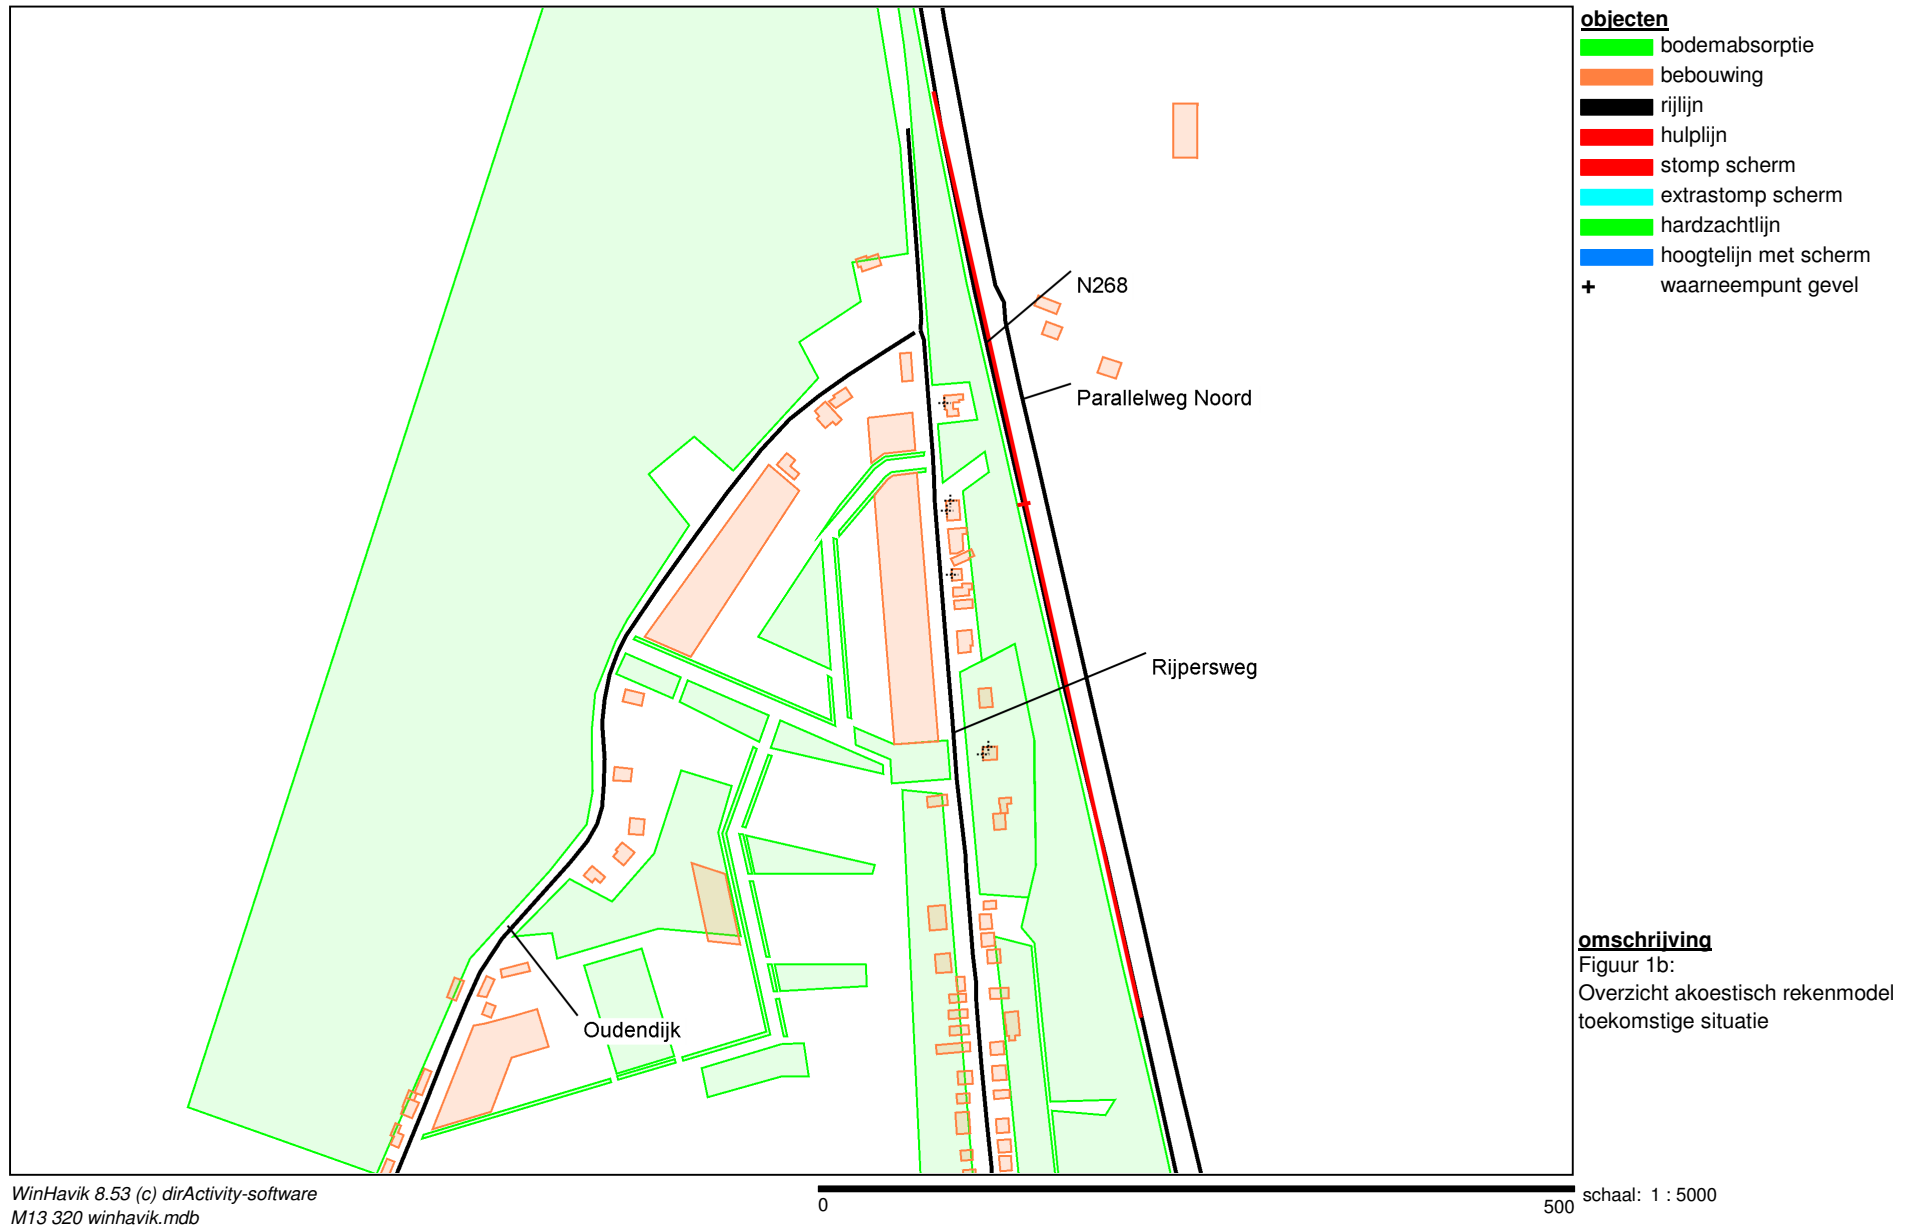 objecten
bodemabsorptie
bebouwing
rijlijn
hulplijn
stomp scherm
extrastomp scherm
hardzachtlijn
hoogtelijn met scherm
+ waarneempunt gevel
N268
Parallelweg Noord
Rijpersweg
Oudendijk
omschrijving
Figuur 1b:
Overzicht akoestisch rekenmodel
toekomstige situatie
WinHavik 8.53 (c) dirActivity-software
M13 320 winhavik.mdb
0
500
schaal: 1 : 5000